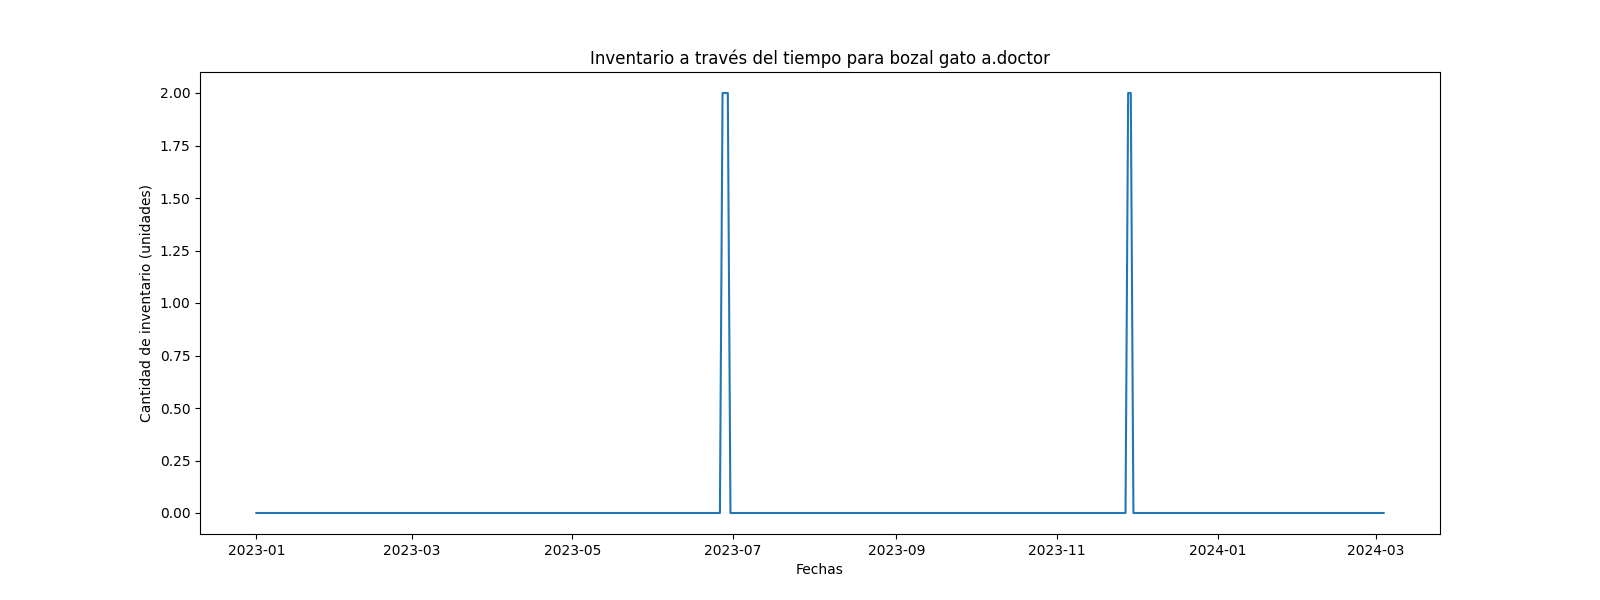 Inventario a través del tiempo para bozal gato a.doctor
Cantidad de inventario (unidades)
2.00
1.75
1.50
1.25
1.00
0.75
0.50
0.25
0.00
2023-01 2023-03 2023-05 2023-07 2023-09 2023-11 2024-01 2024-03
Fechas